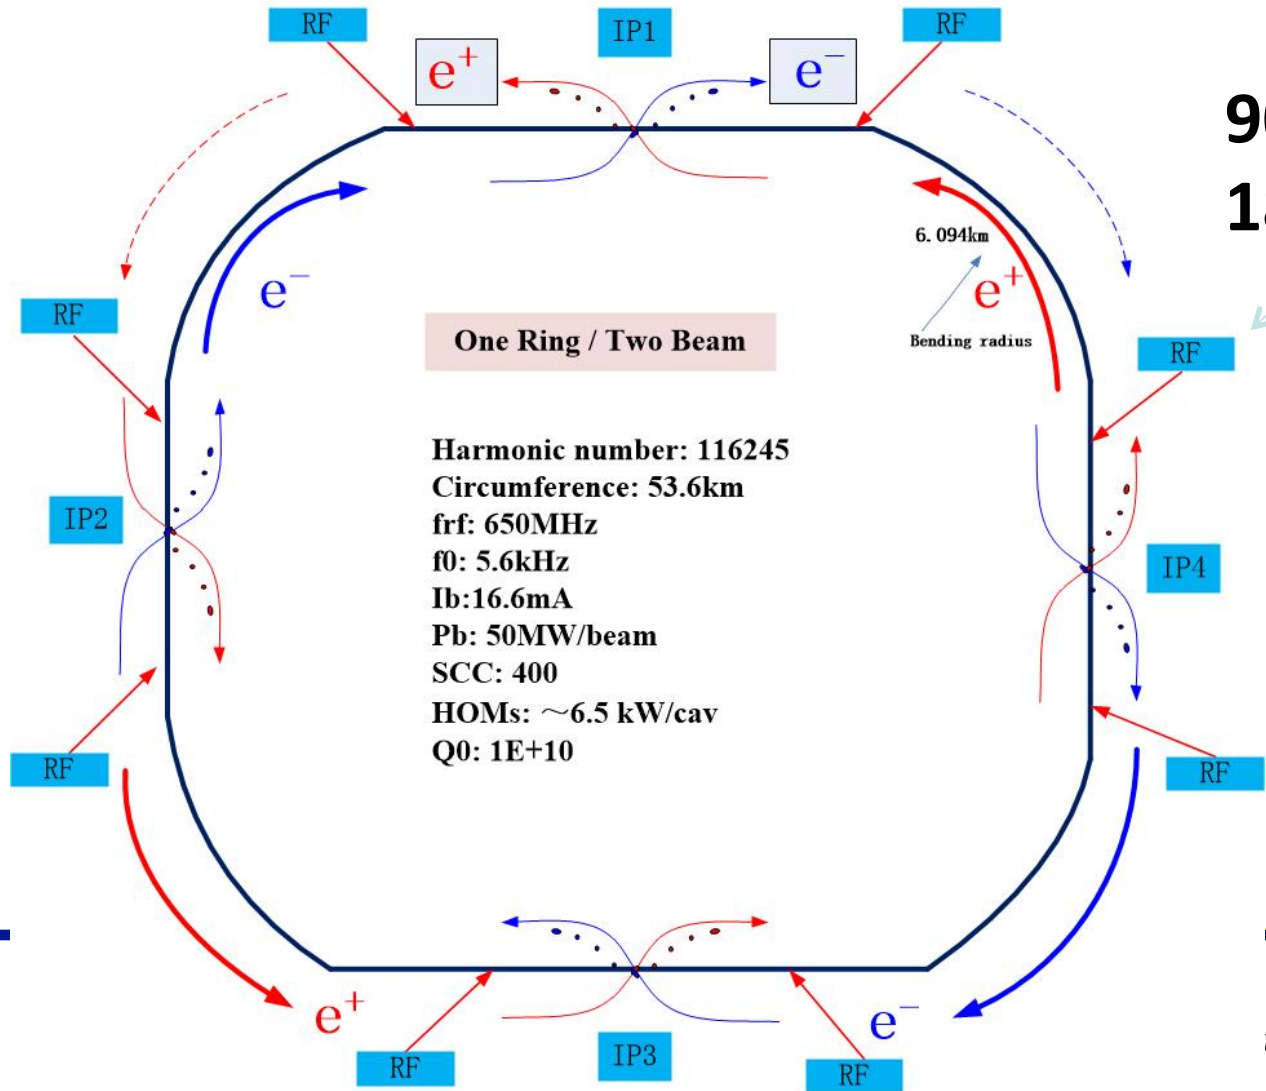 RF
IP1
RF
e⁺
e⁻
6.094km
e⁻
e⁺
Bending radius
RF
RF
One Ring / Two Beam
Harmonic number: 116245
Circumference: 53.6km
frf: 650MHz
f0: 5.6kHz
Ib:16.6mA
Pb: 50MW/beam
SCC: 400
HOMs: ～6.5 kW/cav
Q0: 1E+10
IP2
IP4
RF
RF
e⁺
e⁻
RF
IP3
RF